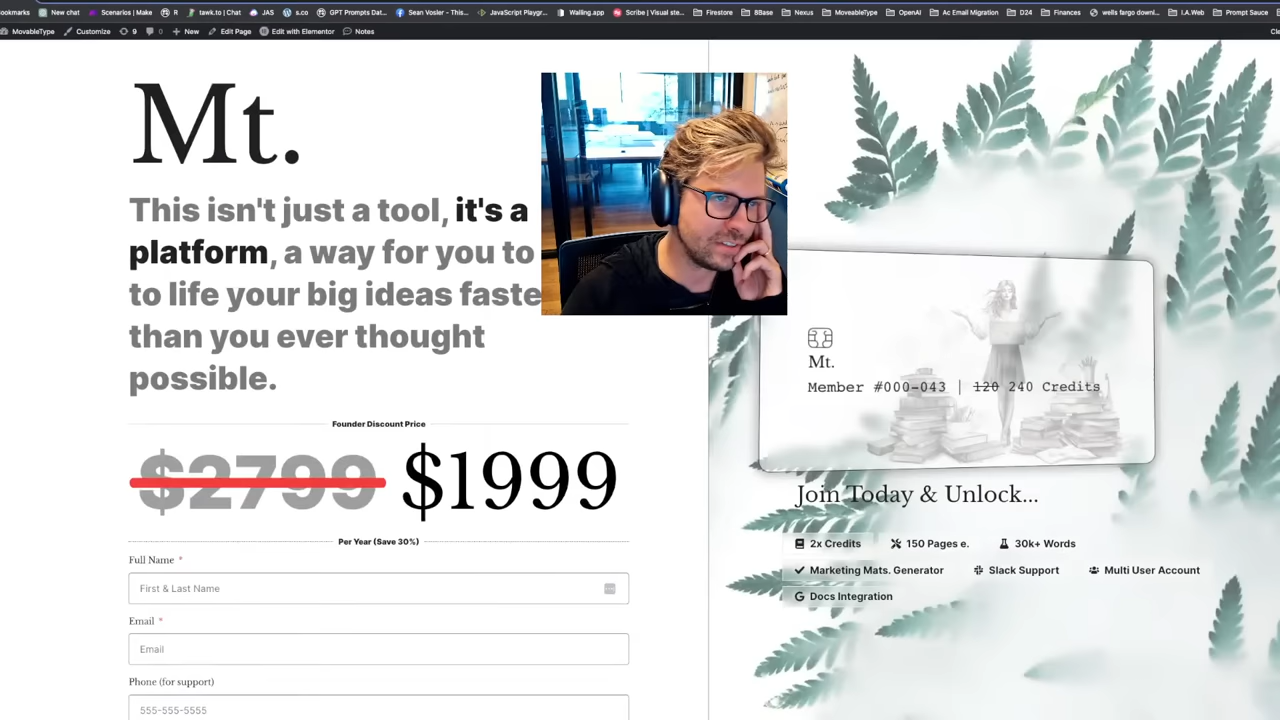 ookmarks
New chat
Scenarios | Make
R
tawk.to | Chat
JAS
s.co
GPT Prompts Dat...
Sean Vosler - This...
JavaScript Playgr...
Walling.app
Scribe | Visual ste...
Firestore
8Base
Nexus
MoveableType
OpenAI
Ac Email Migration
D24
Finances
wells fargo downl...
I.A.Web
Prompt Sauce
MovableType
Customize
9
0
New
Edit Page
Edit with Elementor
Notes
Cle
Mt.
This isn't just a tool, it's a
platform, a way for you to
to life your big ideas faste
than you ever thought
possible.
Founder Discount Price
$2799 $1999
Per Year (Save 30%)
Full Name *
First & Last Name
Email *
Email
Phone (for support)
555-555-5555
Mt.
Member #000-043 | 120 240 Credits
Join Today & Unlock...
2x Credits
150 Pages e.
30k+ Words
Marketing Mats. Generator
Slack Support
Multi User Account
Docs Integration